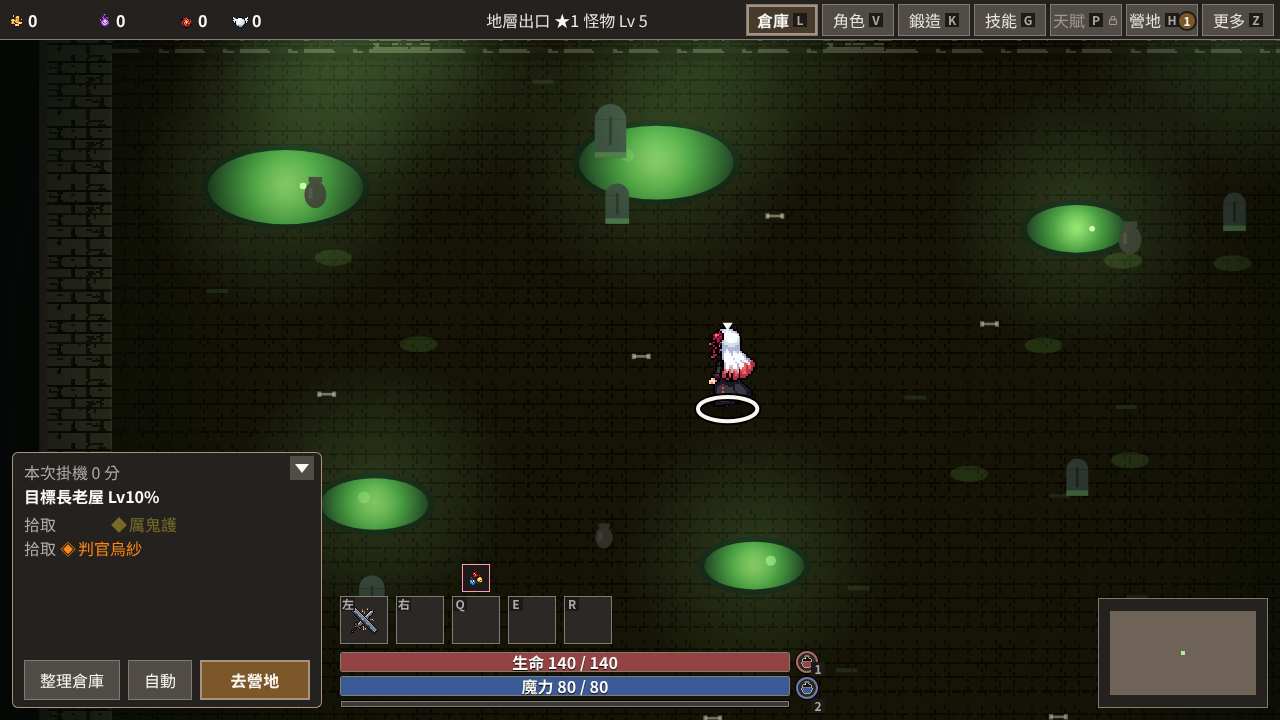 0 0 0 0
地層出口 ★1 怪物 Lv 5
倉庫 L 角色 V 鍛造 K 技能 G 天賦 P 營地 H 1 更多 Z
本次掛機 0 分
目標長老屋 Lv10%
拾取 ◆厲鬼護
拾取 ◈判官烏紗
整理倉庫 自動 去營地
左 右 Q E R
生命 140 / 140 1
魔力 80 / 80 2